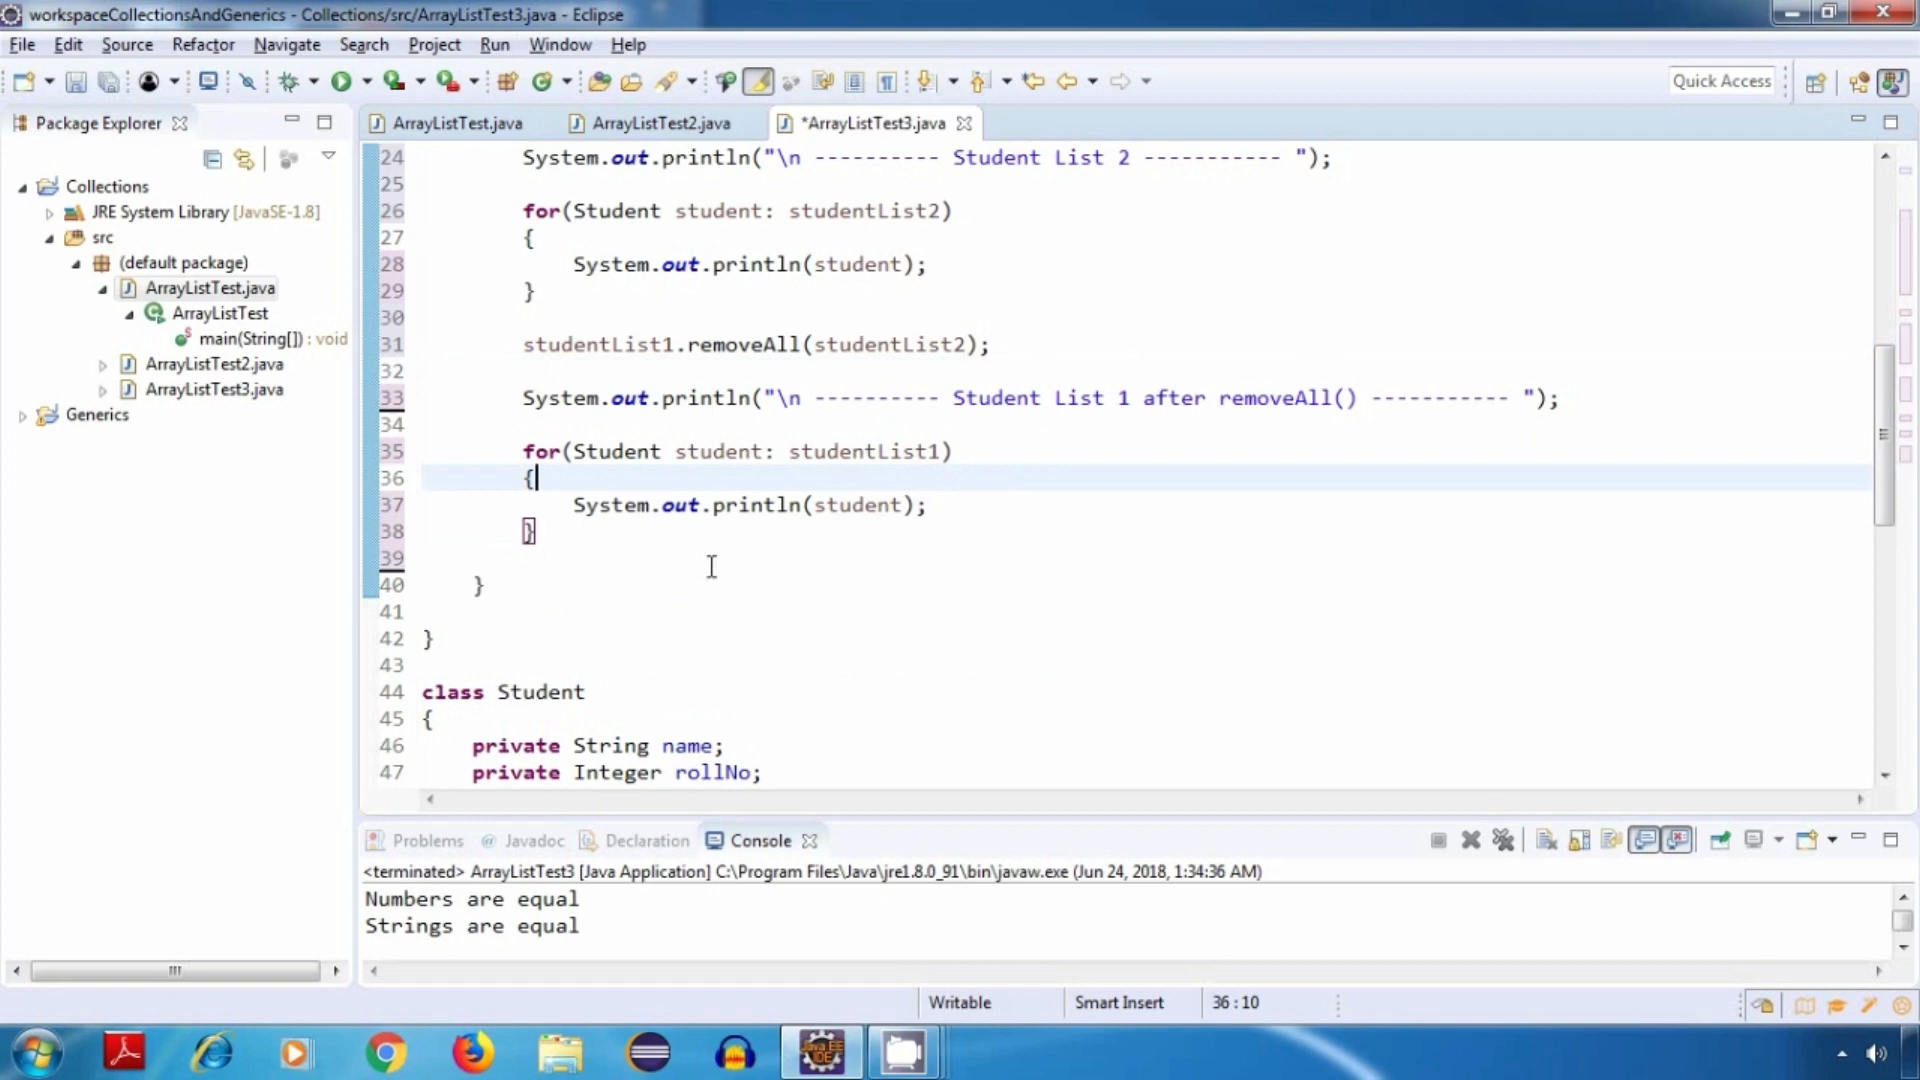 workspaceCollectionsAndGenerics - Collections/src/ArrayListTest3.java - Eclipse
File Edit Source Refactor Navigate Search Project Run Window Help
Quick Access
Package Explorer
ArrayListTest.java
ArrayListTest2.java
*ArrayListTest3.java
Collections
JRE System Library [JavaSE-1.8]
src
(default package)
ArrayListTest.java
ArrayListTest
main(String[]) : void
ArrayListTest2.java
ArrayListTest3.java
Generics
24 System.out.println("\n ---------- Student List 2 ----------- ");
25
26 for(Student student: studentList2)
27 {
28 System.out.println(student);
29 }
30
31 studentList1.removeAll(studentList2);
32
33 System.out.println("\n ---------- Student List 1 after removeAll() ----------- ");
34
35 for(Student student: studentList1)
36 {
37 System.out.println(student);
38 }
39
40 }
41
42 }
43
44 class Student
45 {
46 private String name;
47 private Integer rollNo;
Problems @ Javadoc Declaration Console
<terminated> ArrayListTest3 [Java Application] C:\Program Files\Java\jre1.8.0_91\bin\javaw.exe (Jun 24, 2018, 1:34:36 AM)
Numbers are equal
Strings are equal
Writable Smart Insert 36 : 10
Java EE
IDE